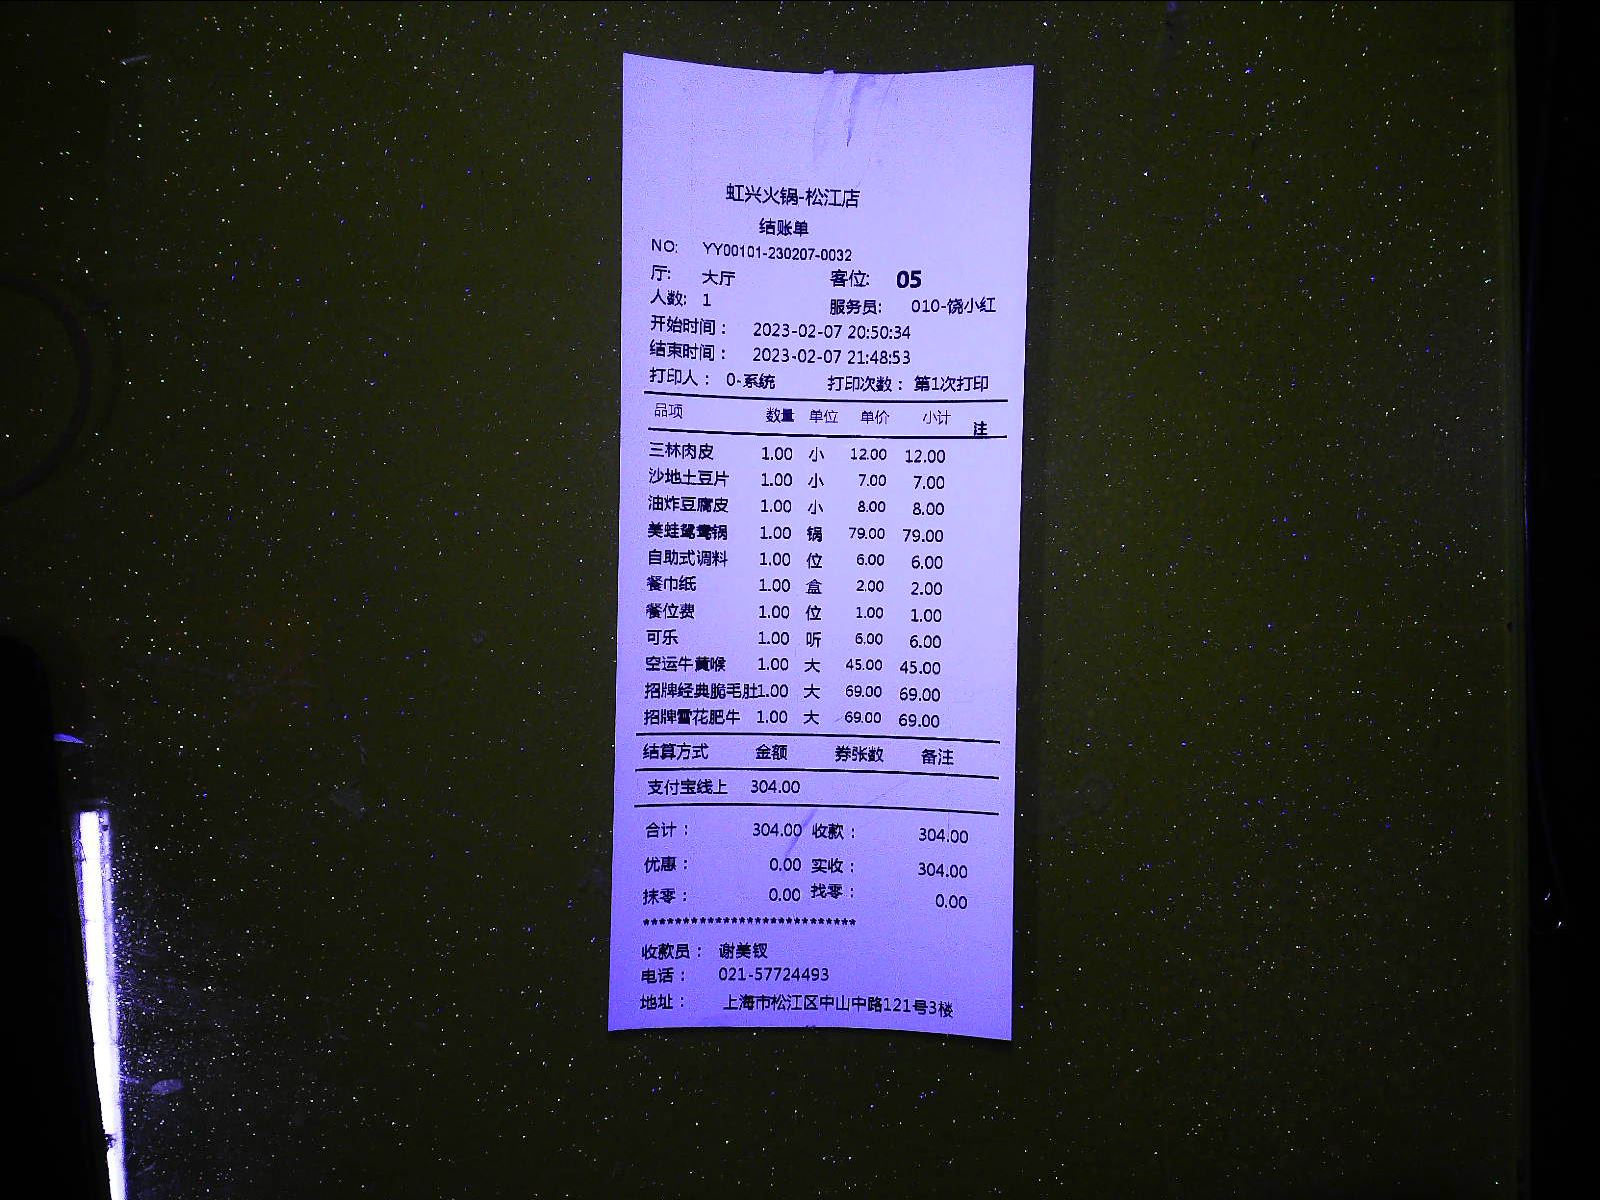 虹兴火锅-松江店
结账单
NO: YY00101-230207-0032
厅: 大厅 客位: 05
人数: 1 服务员: 010-饶小红
开始时间: 2023-02-07 20:50:34
结束时间: 2023-02-07 21:48:53
打印人: 0-系统 打印次数: 第1次打印
品项 数量 单位 单价 小计 注
三林肉皮 1.00 小 12.00 12.00
沙地土豆片 1.00 小 7.00 7.00
油炸豆腐皮 1.00 小 8.00 8.00
美蛙鸳鸯锅 1.00 锅 79.00 79.00
自助式调料 1.00 位 6.00 6.00
餐巾纸 1.00 盒 2.00 2.00
餐位费 1.00 位 1.00 1.00
可乐 1.00 听 6.00 6.00
空运牛黄喉 1.00 大 45.00 45.00
招牌经典脆毛肚1.00 大 69.00 69.00
招牌雪花肥牛 1.00 大 69.00 69.00
结算方式 金额 券张数 备注
支付宝线上 304.00
合计: 304.00 收款: 304.00
优惠: 0.00 实收: 304.00
抹零: 0.00 找零: 0.00
***************************
收款员: 谢美钗
电话: 021-57724493
地址: 上海市松江区中山中路121号3楼